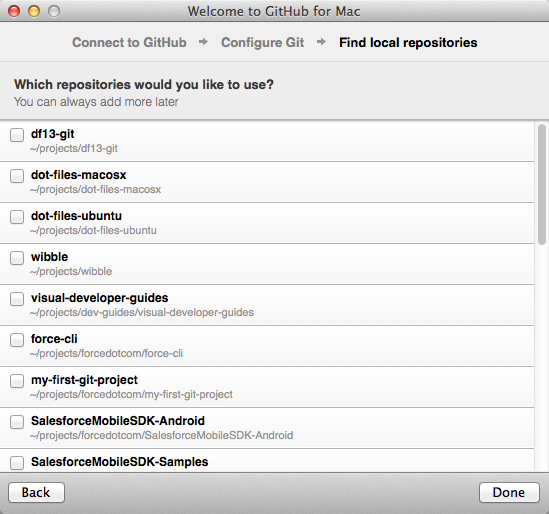 Welcome to GitHub for Mac
Connect to GitHub → Configure Git → Find local repositories
Which repositories would you like to use?
You can always add more later
df13-git
~/projects/df13-git
dot-files-macosx
~/projects/dot-files-macosx
dot-files-ubuntu
~/projects/dot-files-ubuntu
wibble
~/projects/wibble
visual-developer-guides
~/projects/dev-guides/visual-developer-guides
force-cli
~/projects/forcedotcom/force-cli
my-first-git-project
~/projects/forcedotcom/my-first-git-project
SalesforceMobileSDK-Android
~/projects/forcedotcom/SalesforceMobileSDK-Android
SalesforceMobileSDK-Samples
Back Done